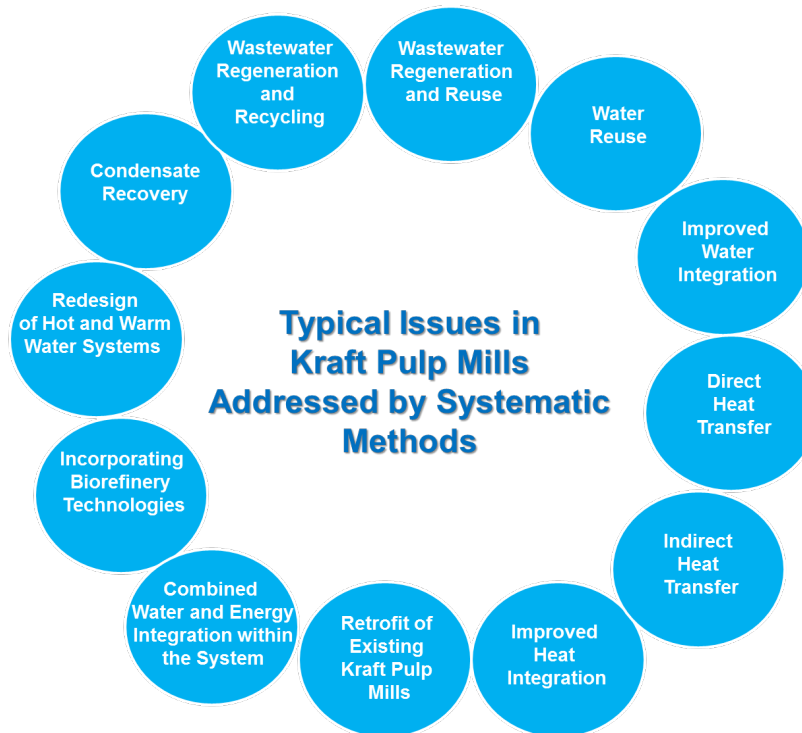 Wastewater
Regeneration
and
Recycling
Wastewater
Regeneration
and Reuse
Water
Reuse
Improved
Water
Integration
Direct
Heat
Transfer
Indirect
Heat
Transfer
Improved
Heat
Integration
Retrofit of
Existing
Kraft Pulp
Mills
Combined
Water and Energy
Integration within
the System
Incorporating
Biorefinery
Technologies
Redesign
of Hot and Warm
Water Systems
Condensate
Recovery
Typical Issues in
Kraft Pulp Mills
Addressed by Systematic
Methods